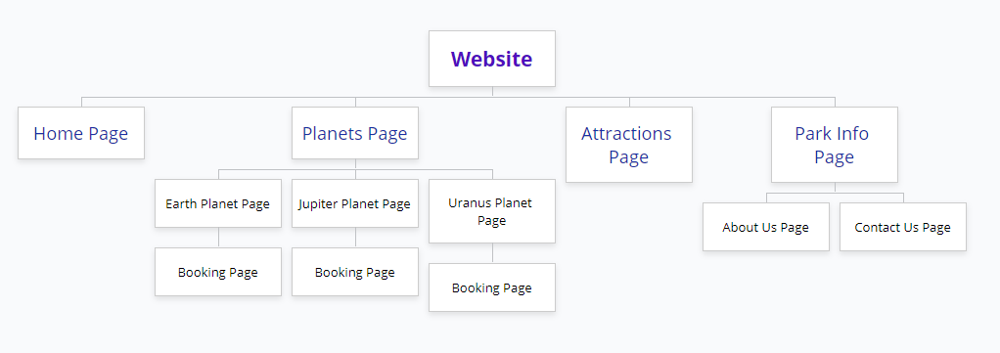 Website
Home Page
Planets Page
Attractions
Page
Park Info
Page
Earth Planet Page
Jupiter Planet Page
Uranus Planet
Page
About Us Page
Contact Us Page
Booking Page
Booking Page
Booking Page